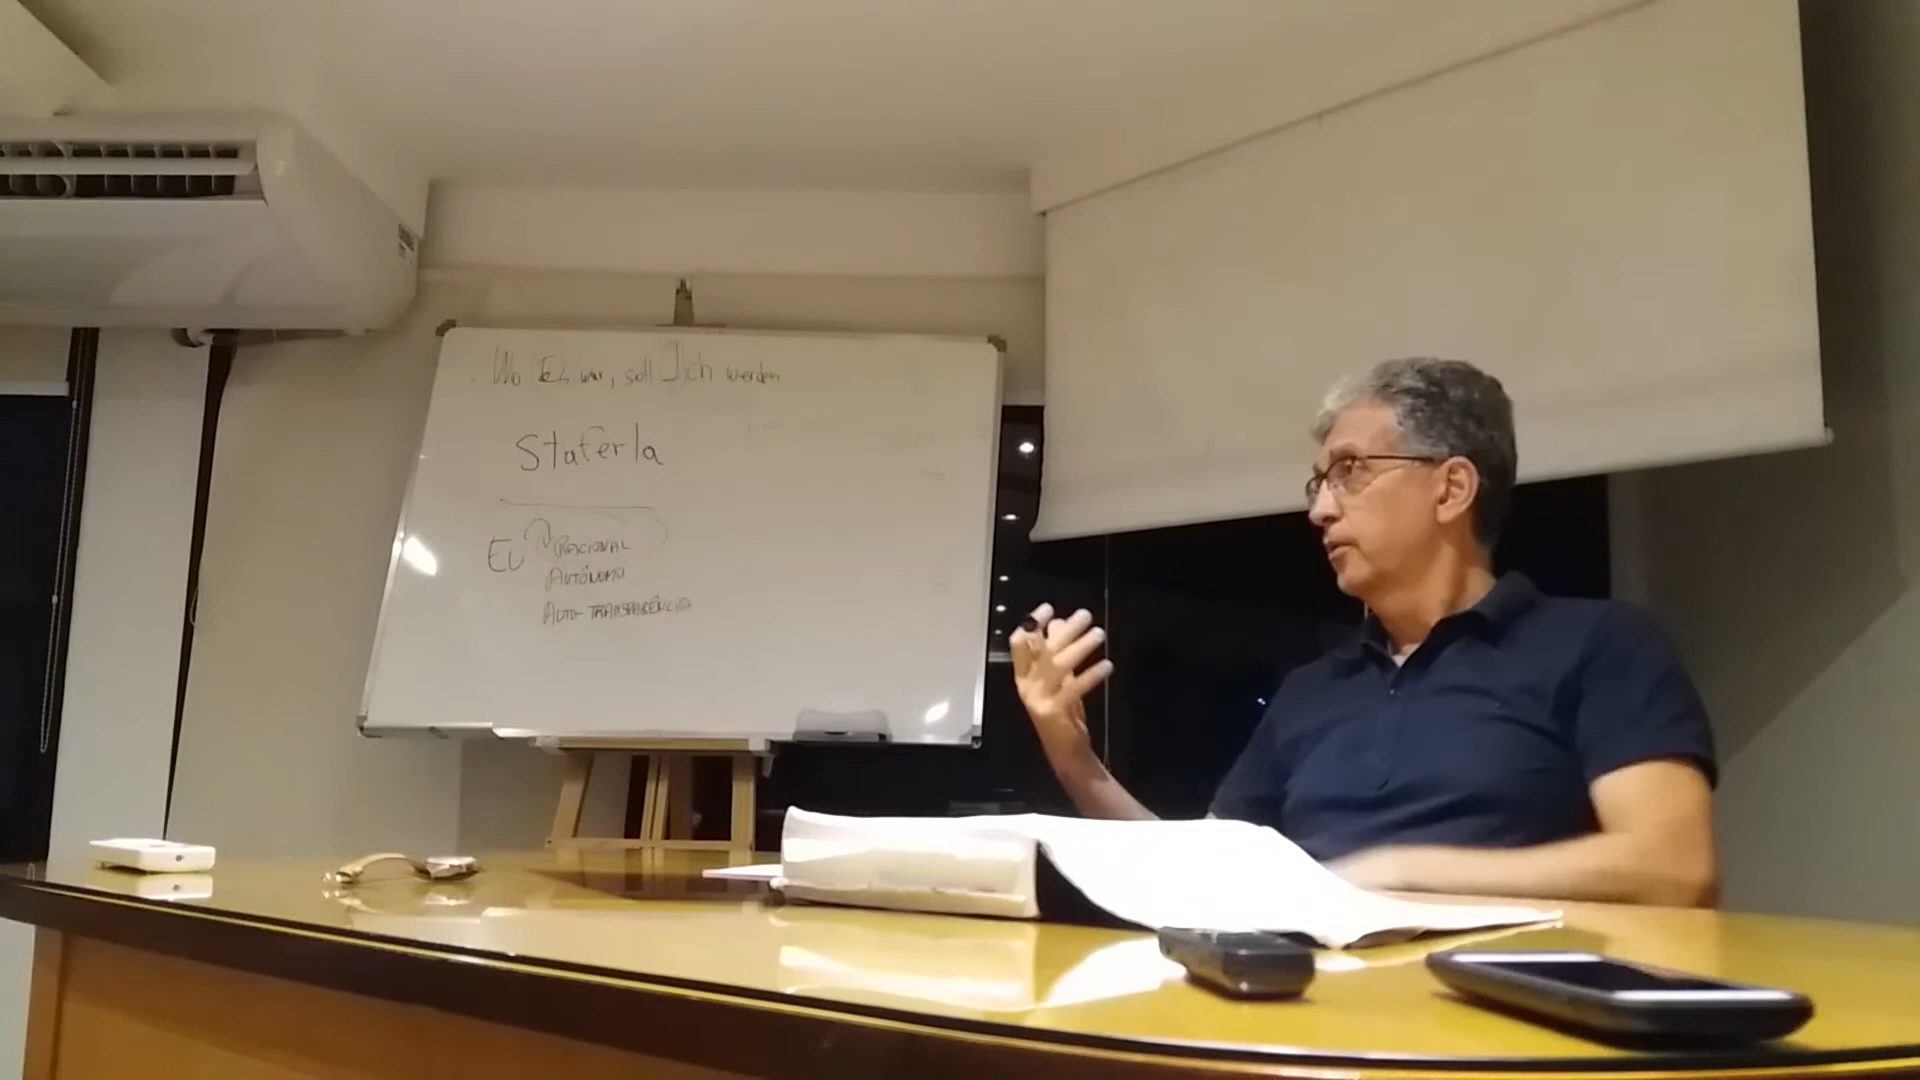 Wo Es war, soll Ich werden
Staferla
EU RACIONAL
AUTÔNOMO
AUTO-TRANSPARÊNCIA